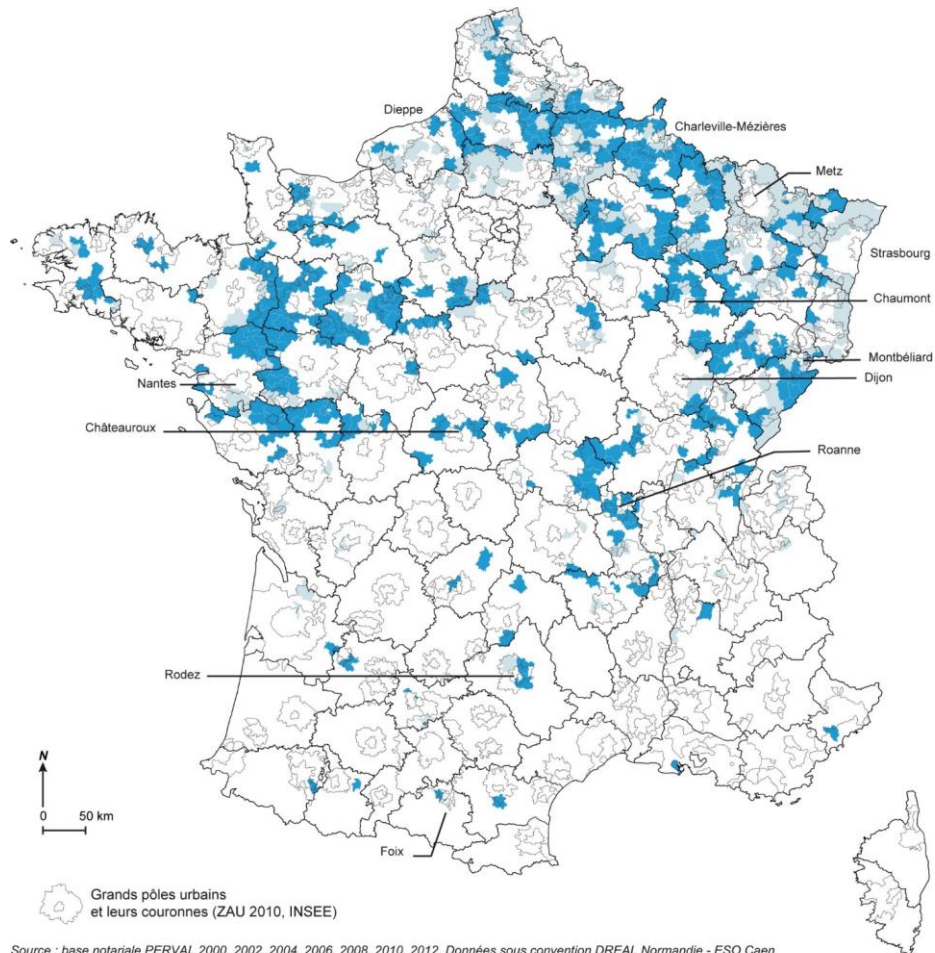 Dieppe
Charleville-Mézières
Metz
Strasbourg
Chaumont
Montbéliard
Nantes
Dijon
Châteauroux
Roanne
Rodez
N
0 50 km
Foix
Grands pôles urbains
et leurs couronnes (ZAU 2010, INSEE)
Source : base notariale PERVAL 2000, 2002, 2004, 2006, 2008, 2010, 2012. Données sous convention DREAL Normandie - ESO Caen